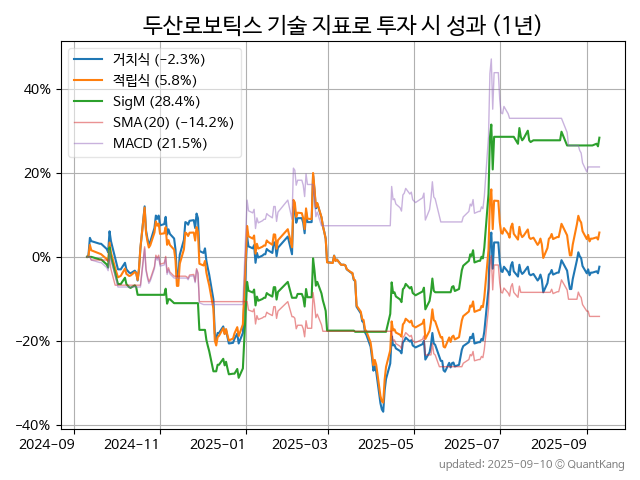 두산로보틱스 기술 지표로 투자 시 성과 (1년)
거치식 (-2.3%)
적립식 (5.8%)
SigM (28.4%)
SMA(20) (-14.2%)
MACD (21.5%)
40%
20%
0%
-20%
-40%
2024-09 2024-11 2025-01 2025-03 2025-05 2025-07 2025-09
updated: 2025-09-10 © QuantKang